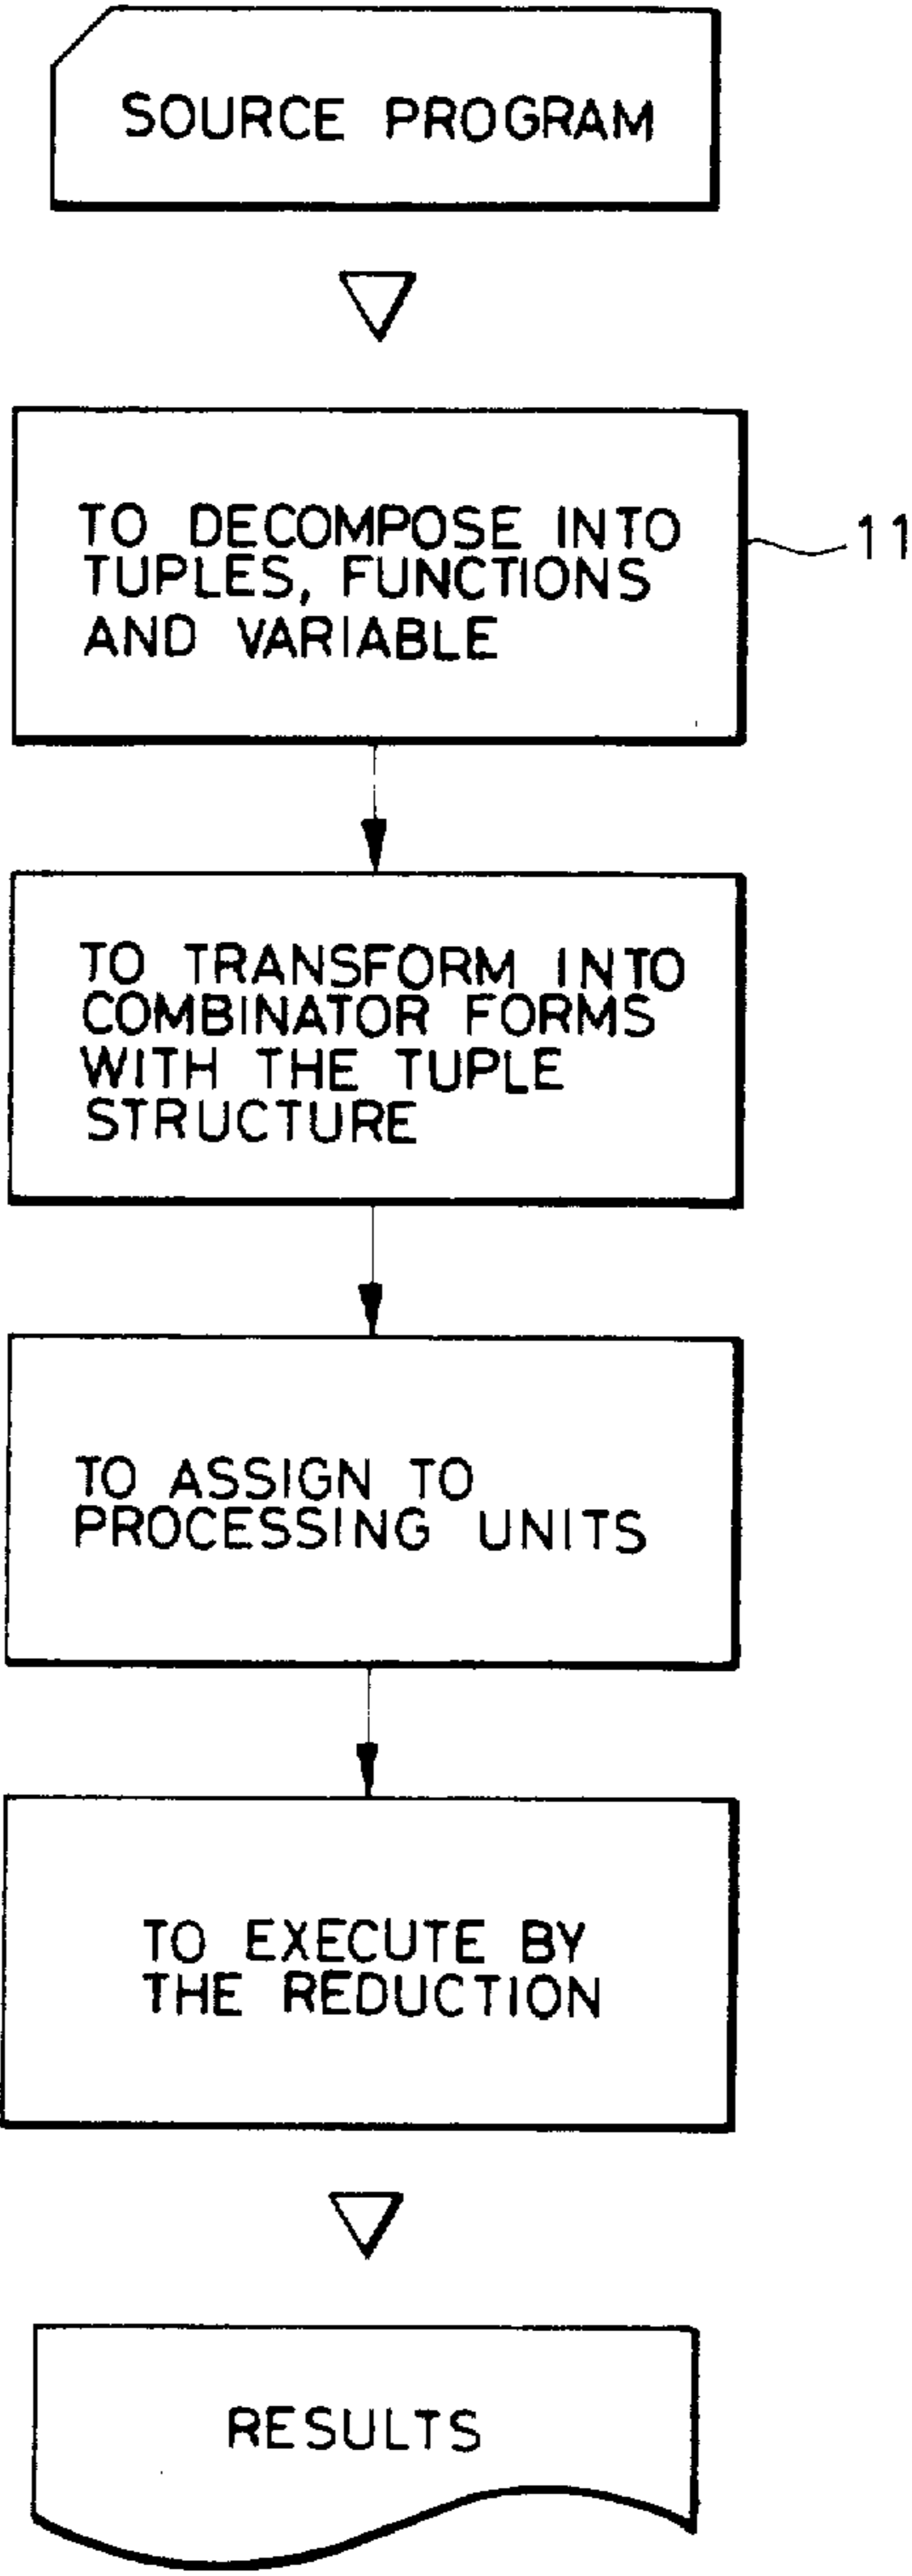 SOURCE PROGRAM
TO DECOMPOSE INTO
TUPLES, FUNCTIONS
AND VARIABLE
11
TO TRANSFORM INTO
COMBINATOR FORMS
WITH THE TUPLE
STRUCTURE
TO ASSIGN TO
PROCESSING UNITS
TO EXECUTE BY
THE REDUCTION
RESULTS